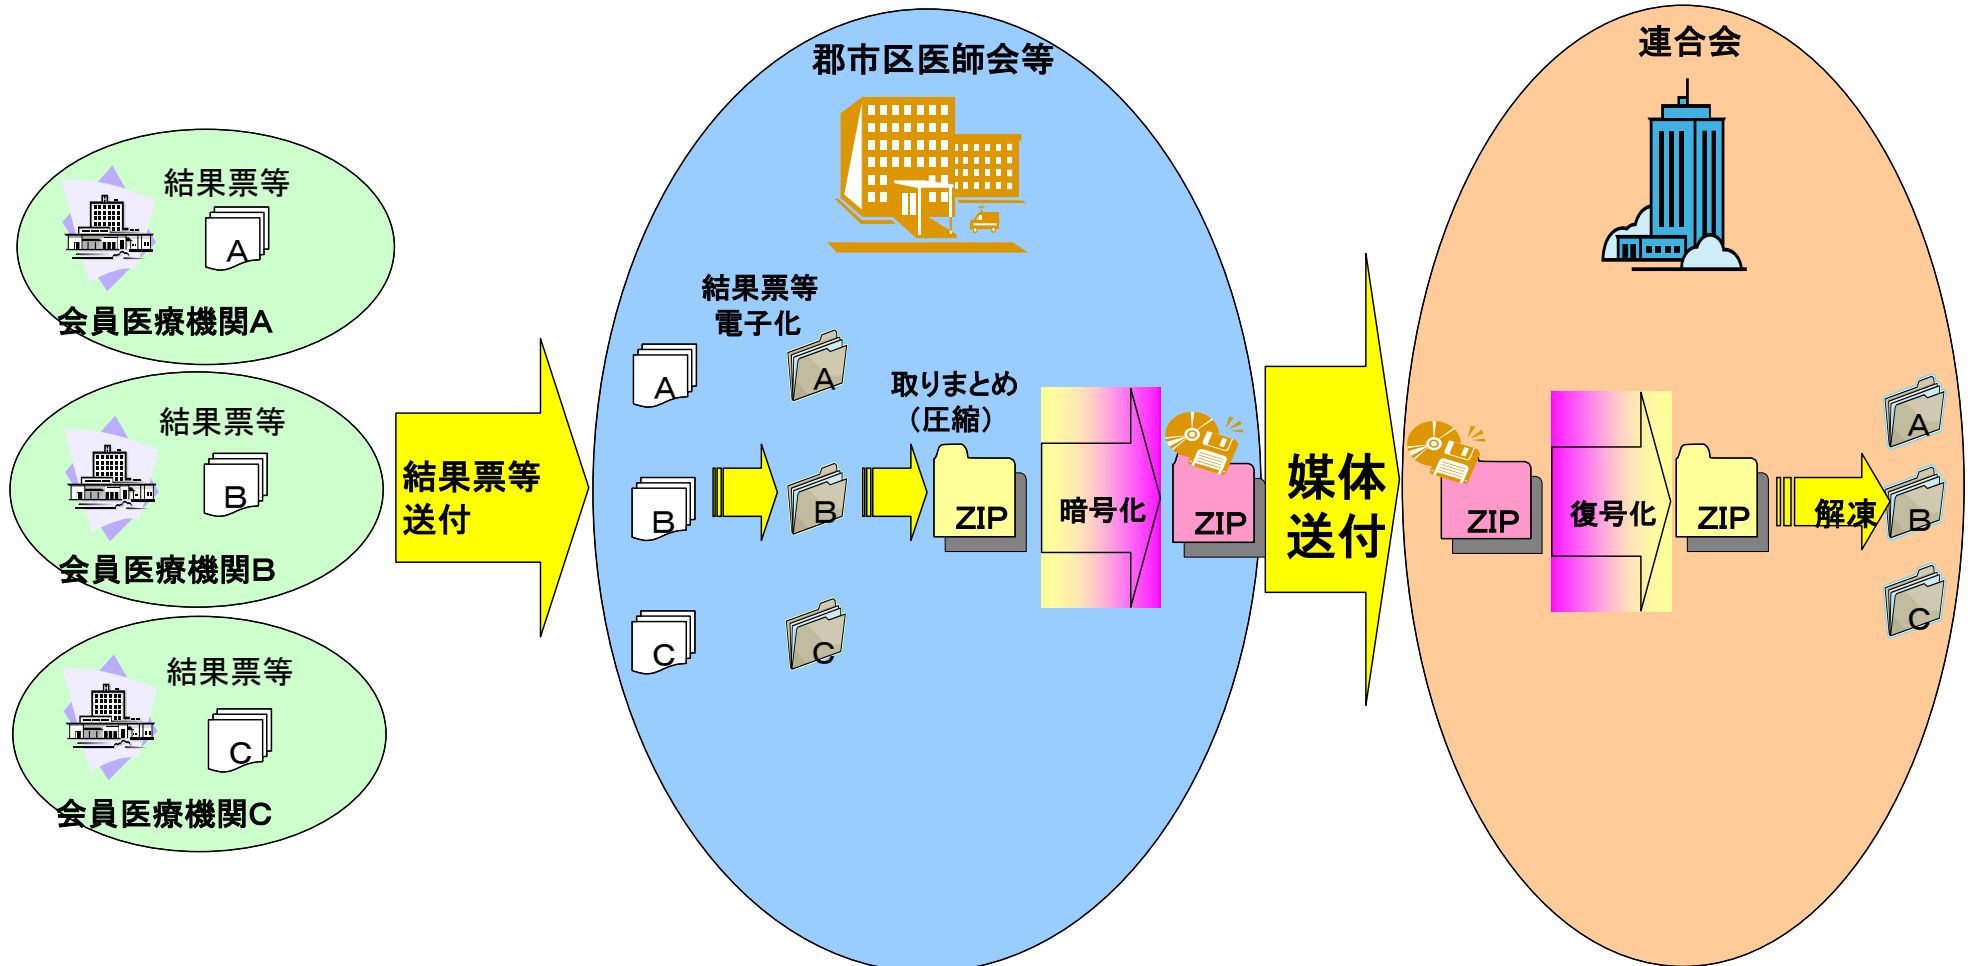 結果票等
A
会員医療機関A
結果票等
B
会員医療機関B
結果票等
C
会員医療機関C
結果票等
送付
郡市区医師会等
結果票等
電子化
A
A
B
B
C
C
取りまとめ
（圧縮）
ZIP
暗号化
ZIP
媒体
送付
連合会
ZIP
復号化
ZIP
解凍
A
B
C